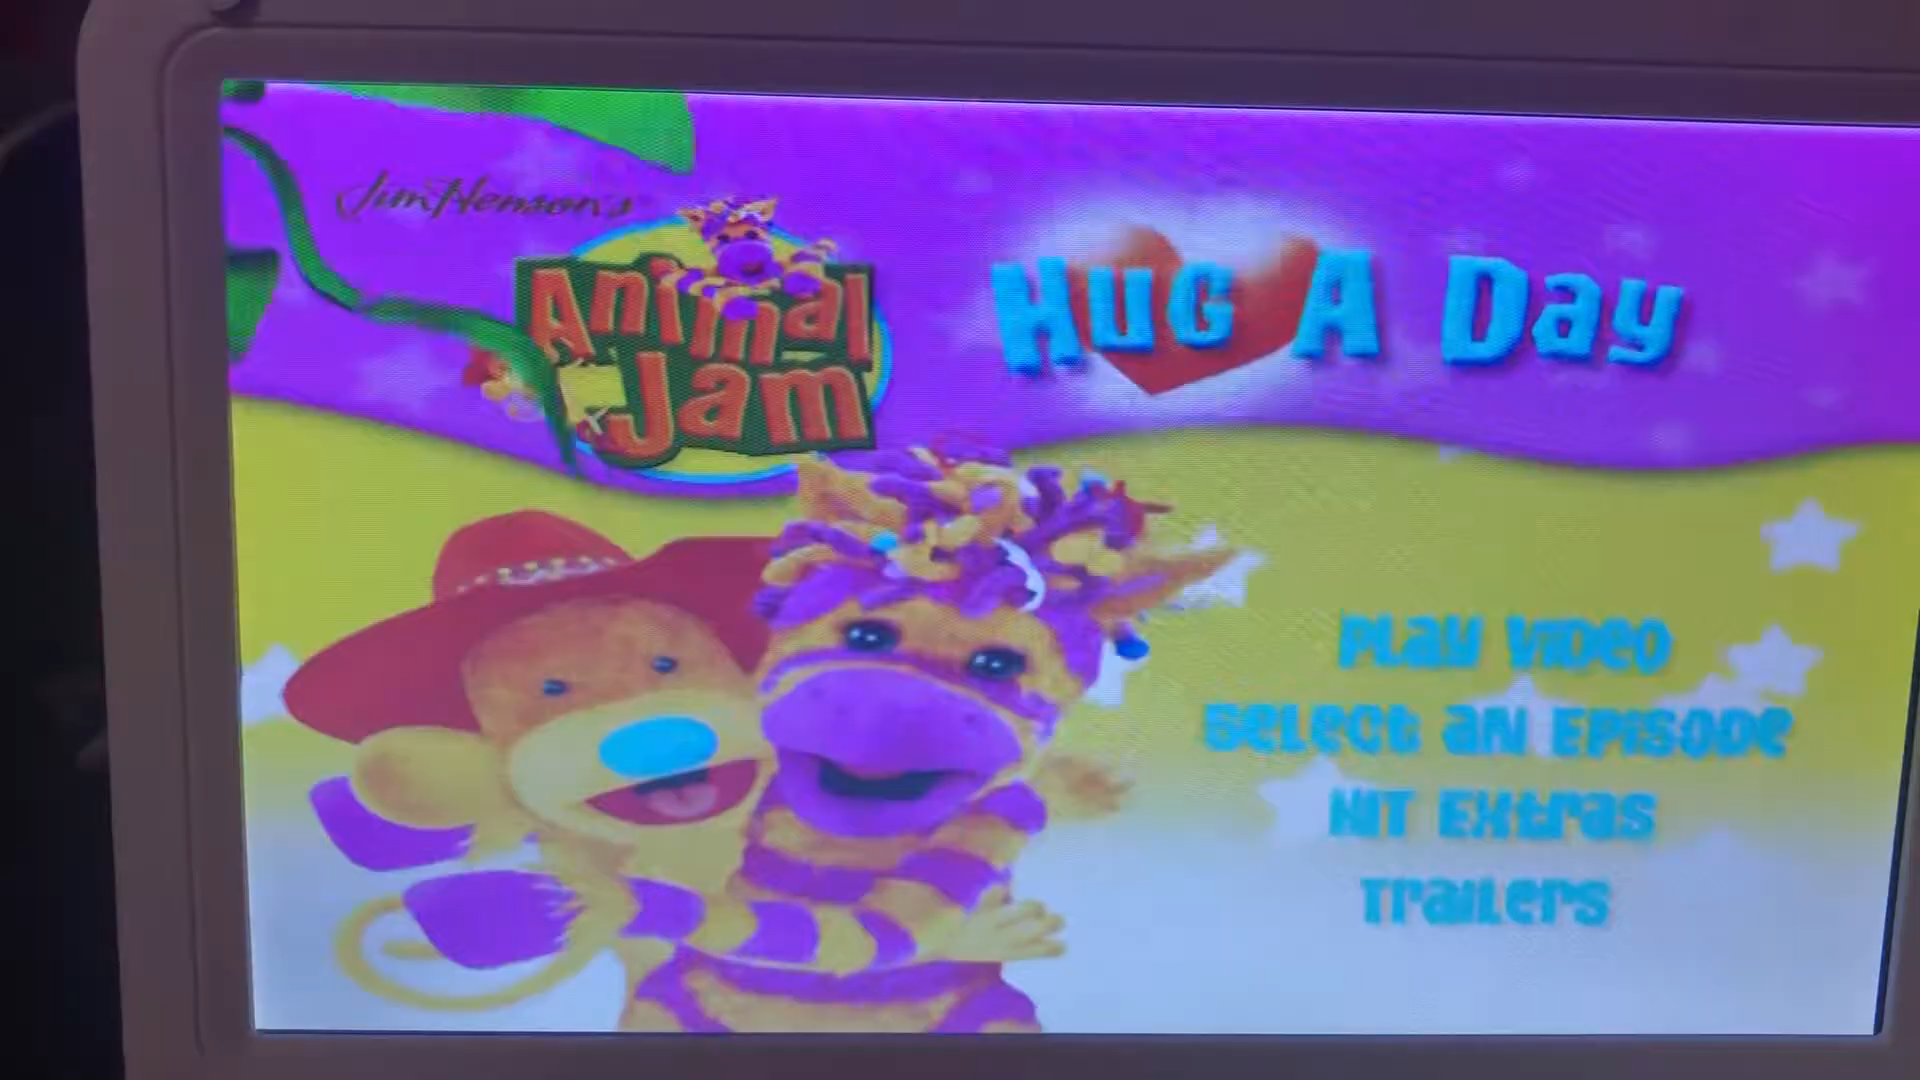 Jim Henson's
Animal
Jam
Hug A Day
Play Video
Select an Episode
HiT Extras
Trailers